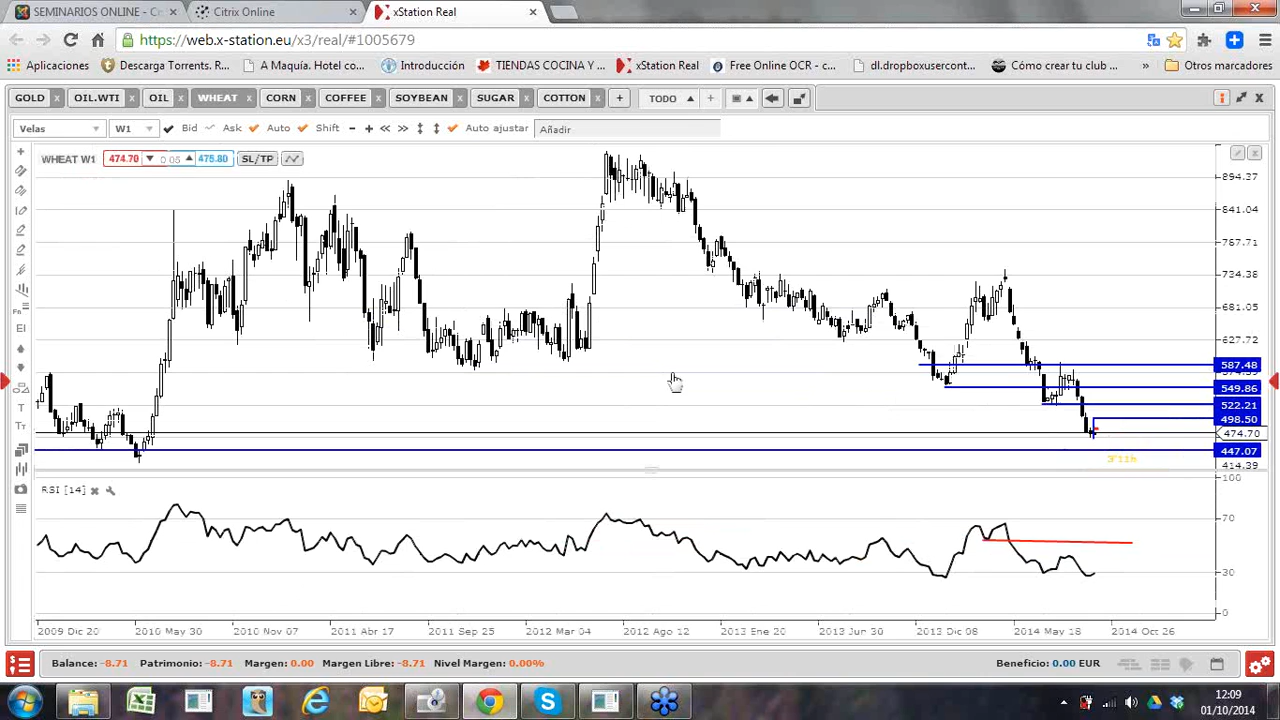 SEMINARIOS ONLINE - C
Citrix Online
xStation Real
https://web.x-station.eu/x3/real/#1005679
Aplicaciones
Descarga Torrents. R...
A Maquía. Hotel co...
Introducción
TIENDAS COCINA Y ...
xStation Real
Free Online OCR - c...
dl.dropboxusercont...
Cómo crear tu club ...
»
Otros marcadores
GOLD x
OIL.WTI x
OIL x
WHEAT x
CORN x
COFFEE x
SOYBEAN x
SUGAR x
COTTON x
+
TODO
+
Velas
W1
Bid
Ask
Auto
Shift
Auto ajustar
Añadir
WHEAT W1
474.70
0.05
475.80
SL/TP
894.37
841.04
787.71
734.38
681.05
627.72
587.48
549.86
522.21
498.50
474.70
447.07
414.39
3°11h
RSI [14]
100
70
30
0
2009 Dic 20
2010 May 30
2010 Nov 07
2011 Abr 17
2011 Sep 25
2012 Mar 04
2012 Ago 12
2013 Ene 20
2013 Jun 30
2013 Dic 08
2014 May 18
2014 Oct 26
Balance: -8.71
Patrimonio: -8.71
Margen: 0.00
Margen Libre: -8.71
Nivel Margen: 0.00%
Beneficio: 0.00 EUR
12:09
01/10/2014